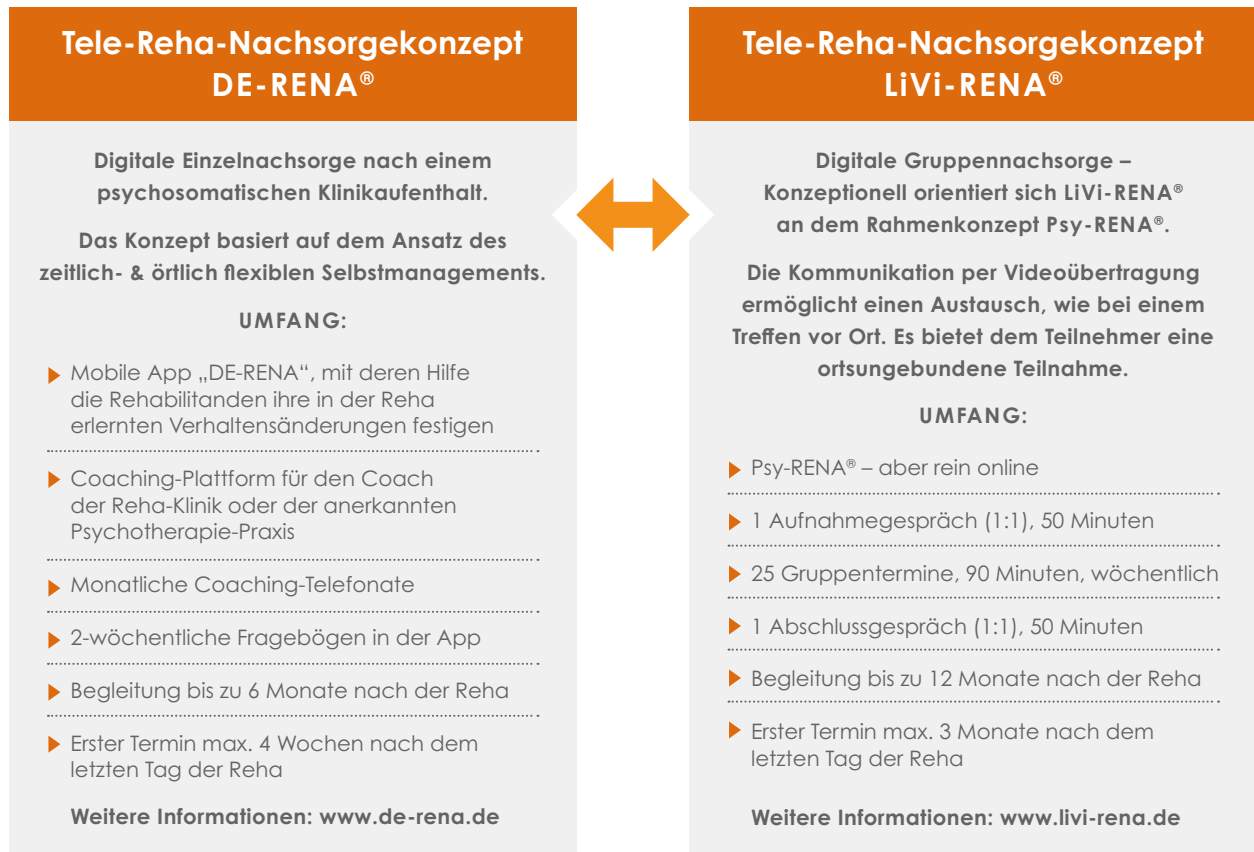 Tele-Reha-Nachsorgekonzept
DE-RENA®
Digitale Einzelnachsorge nach einem
psychosomatischen Klinikaufenthalt.
Das Konzept basiert auf dem Ansatz des
zeitlich- & örtlich flexiblen Selbstmanagements.
UMFANG:
Mobile App „DE-RENA“, mit deren Hilfe
die Rehabilitanden ihre in der Reha
erlernten Verhaltensänderungen festigen
Coaching-Plattform für den Coach
der Reha-Klinik oder der anerkannten
Psychotherapie-Praxis
Monatliche Coaching-Telefonate
2-wöchentliche Fragebögen in der App
Begleitung bis zu 6 Monate nach der Reha
Erster Termin max. 4 Wochen nach dem
letzten Tag der Reha
Weitere Informationen: www.de-rena.de
Tele-Reha-Nachsorgekonzept
LiVi-RENA®
Digitale Gruppennachsorge –
Konzeptionell orientiert sich LiVi-RENA®
an dem Rahmenkonzept Psy-RENA®.
Die Kommunikation per Videoübertragung
ermöglicht einen Austausch, wie bei einem
Treffen vor Ort. Es bietet dem Teilnehmer eine
ortsungebundene Teilnahme.
UMFANG:
Psy-RENA® – aber rein online
1 Aufnahmegespräch (1:1), 50 Minuten
25 Gruppentermine, 90 Minuten, wöchentlich
1 Abschlussgespräch (1:1), 50 Minuten
Begleitung bis zu 12 Monate nach der Reha
Erster Termin max. 3 Monate nach dem
letzten Tag der Reha
Weitere Informationen: www.livi-rena.de